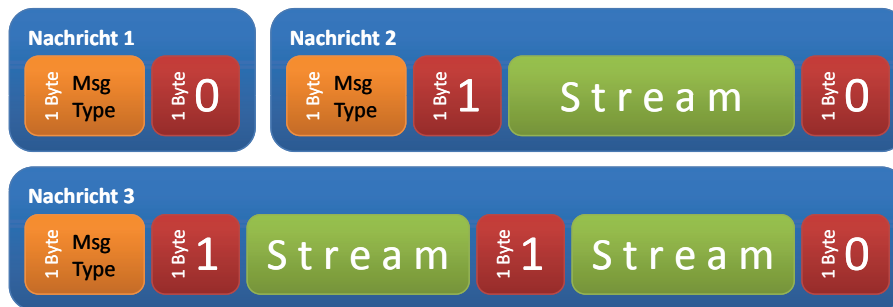 Nachricht 1
1 Byte Msg Type 1 Byte 0
Nachricht 2
1 Byte Msg Type 1 Byte 1 Stream 1 Byte 0
Nachricht 3
1 Byte Msg Type 1 Byte 1 Stream 1 Byte 1 Stream 1 Byte 0